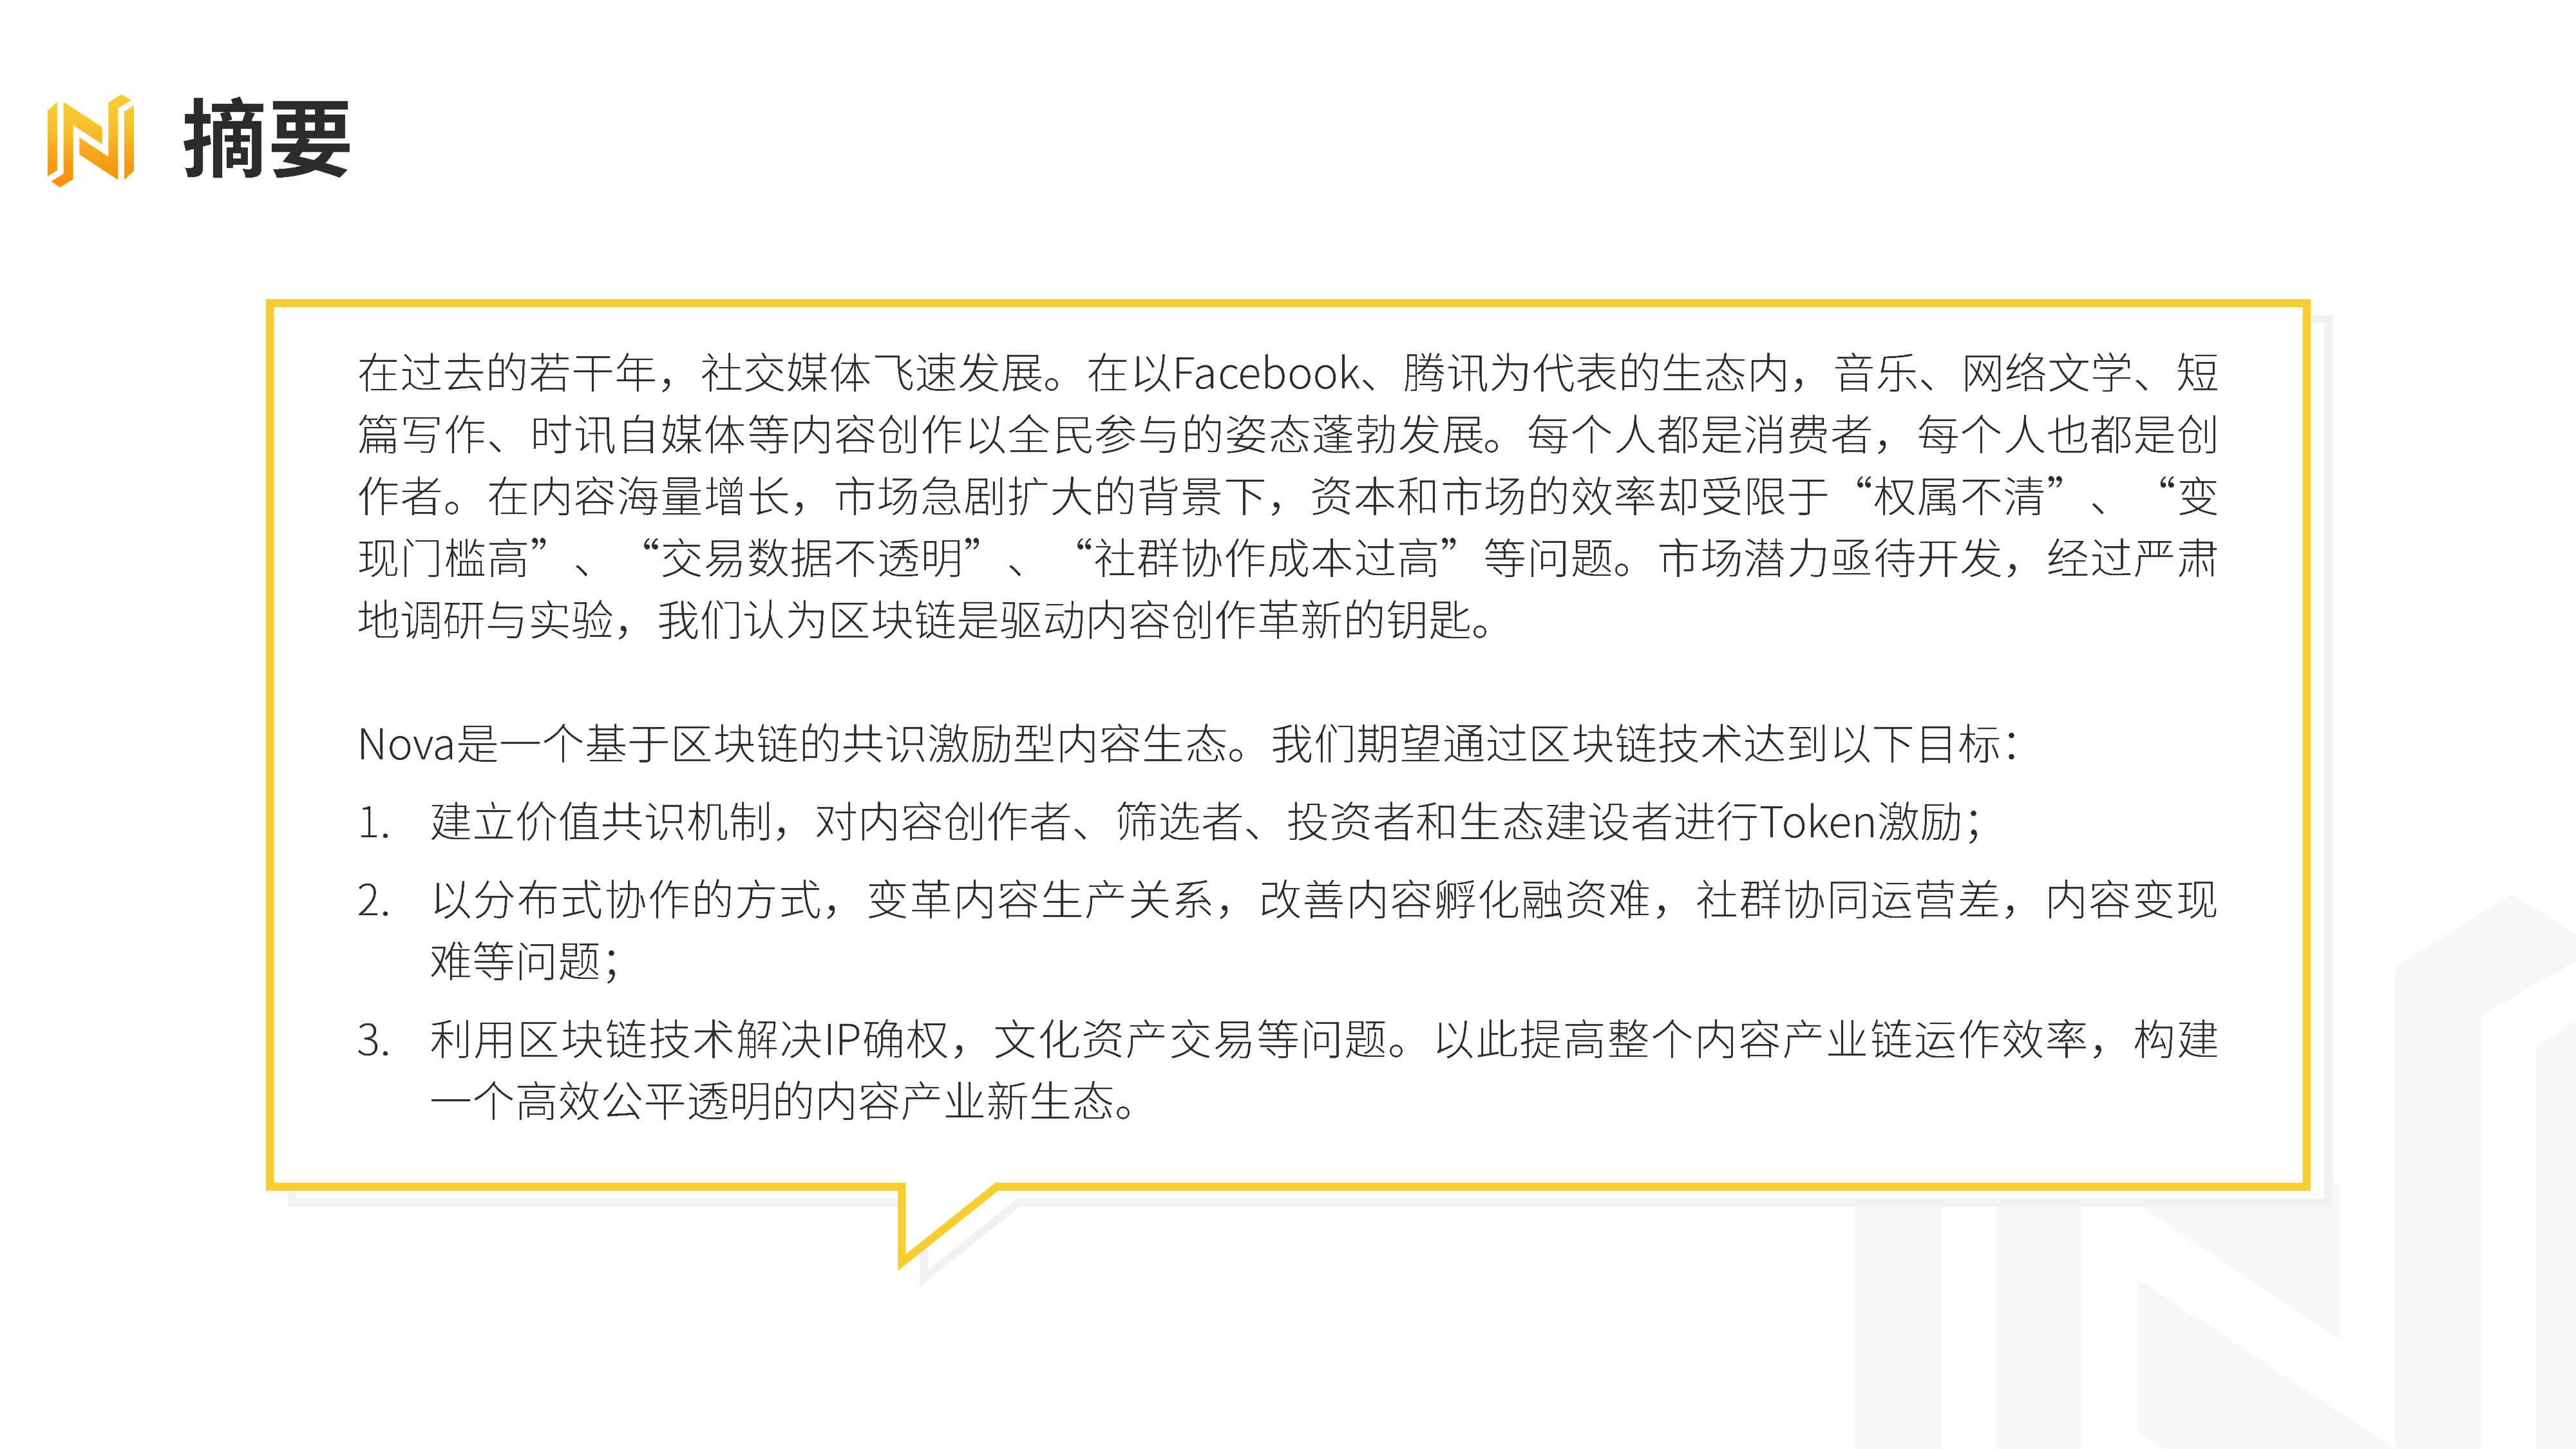 摘要
在过去的若干年，社交媒体飞速发展。在以Facebook、腾讯为代表的生态内，音乐、网络文学、短
篇写作、时讯自媒体等内容创作以全民参与的姿态蓬勃发展。每个人都是消费者，每个人也都是创
作者。在内容海量增长，市场急剧扩大的背景下，资本和市场的效率却受限于“权属不清”、“变
现门槛高”、“交易数据不透明”、“社群协作成本过高”等问题。市场潜力亟待开发，经过严肃
地调研与实验，我们认为区块链是驱动内容创作革新的钥匙。
Nova是一个基于区块链的共识激励型内容生态。我们期望通过区块链技术达到以下目标：
1. 建立价值共识机制，对内容创作者、筛选者、投资者和生态建设者进行Token激励；
2. 以分布式协作的方式，变革内容生产关系，改善内容孵化融资难，社群协同运营差，内容变现
难等问题；
3. 利用区块链技术解决IP确权，文化资产交易等问题。以此提高整个内容产业链运作效率，构建
一个高效公平透明的内容产业新生态。